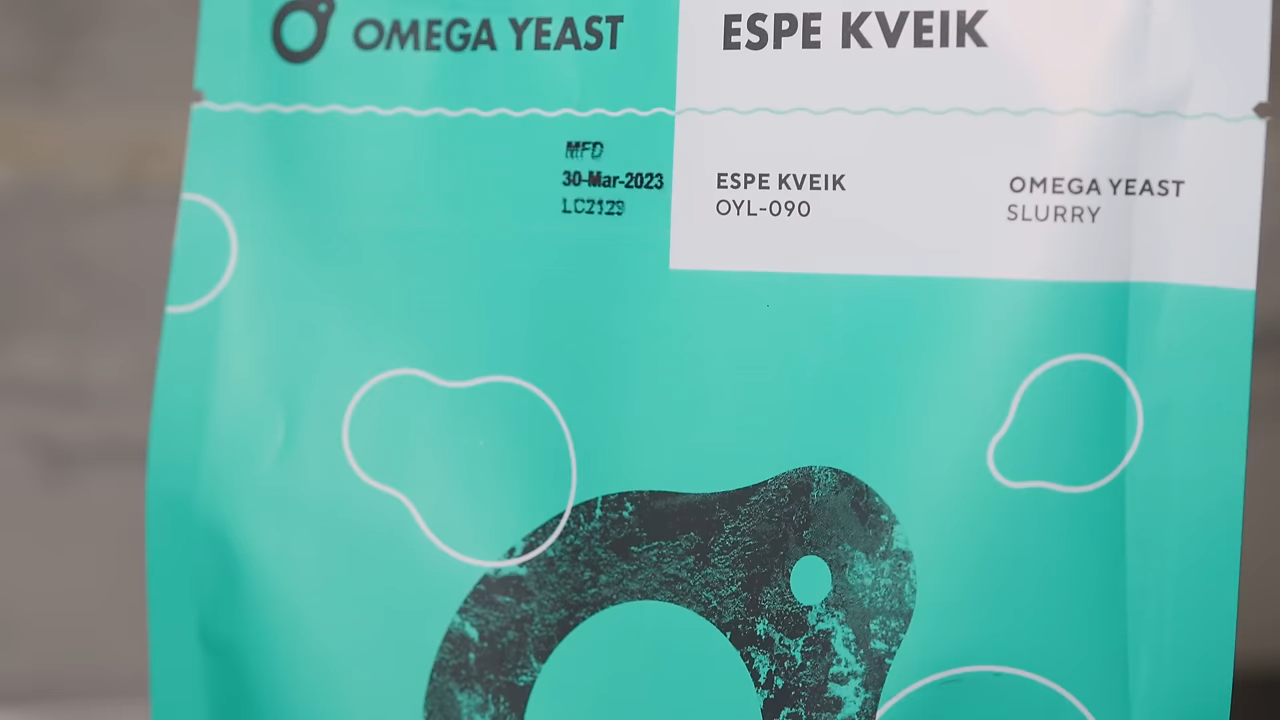 OMEGA YEAST
ESPE KVEIK
MFD
30-Mar-2023
LC2129
ESPE KVEIK
OYL-090
OMEGA YEAST
SLURRY